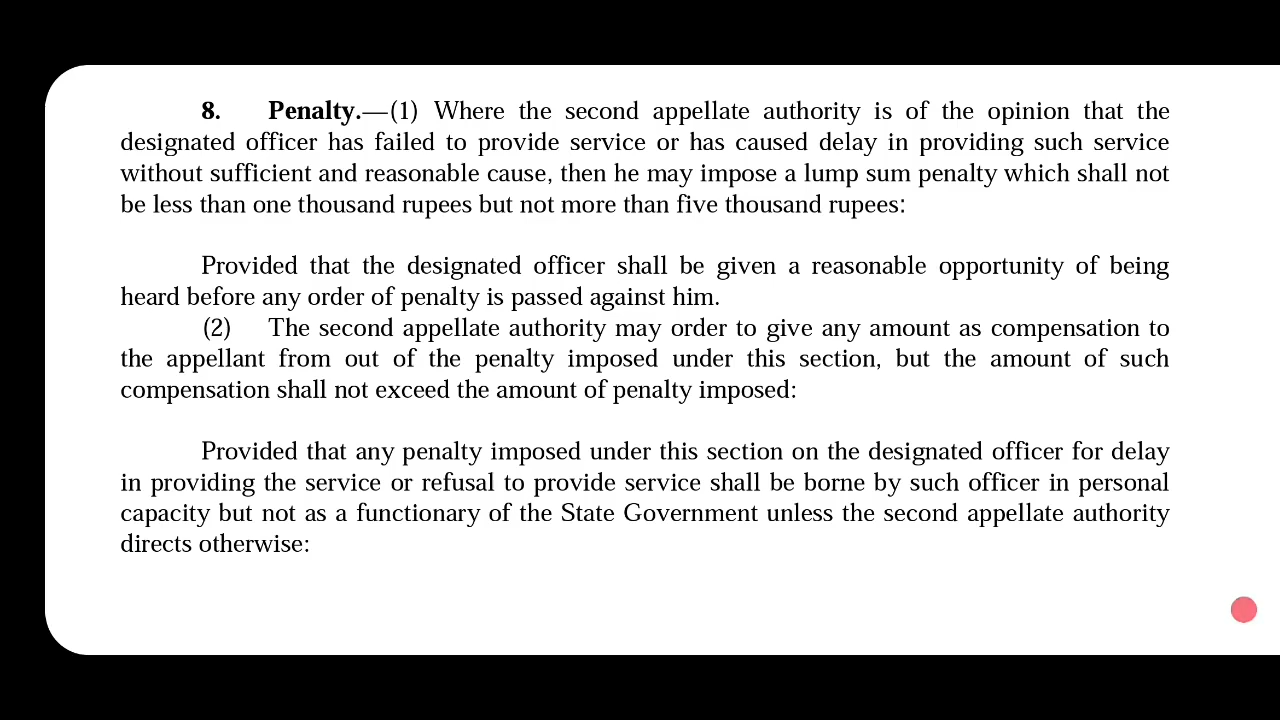 8. Penalty.—(1) Where the second appellate authority is of the opinion that the
designated officer has failed to provide service or has caused delay in providing such service
without sufficient and reasonable cause, then he may impose a lump sum penalty which shall not
be less than one thousand rupees but not more than five thousand rupees:
Provided that the designated officer shall be given a reasonable opportunity of being
heard before any order of penalty is passed against him.
(2) The second appellate authority may order to give any amount as compensation to
the appellant from out of the penalty imposed under this section, but the amount of such
compensation shall not exceed the amount of penalty imposed:
Provided that any penalty imposed under this section on the designated officer for delay
in providing the service or refusal to provide service shall be borne by such officer in personal
capacity but not as a functionary of the State Government unless the second appellate authority
directs otherwise: